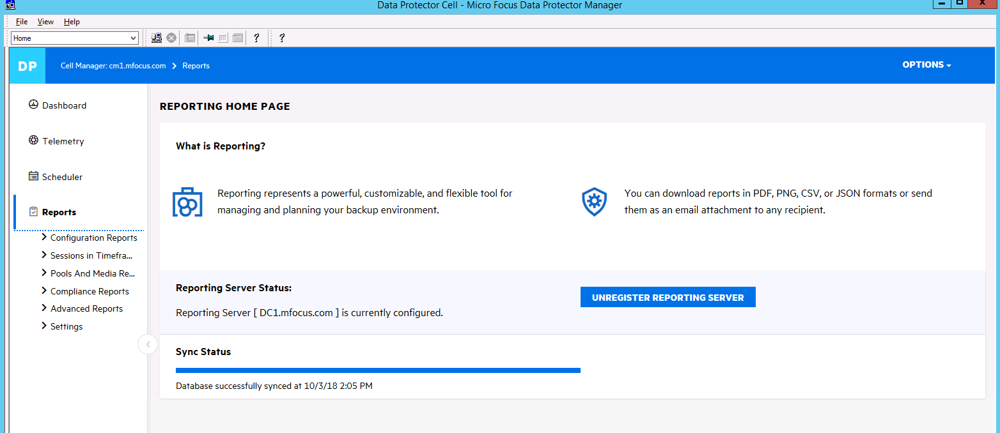 Data Protector Cell - Micro Focus Data Protector Manager
File View Help
Home
? ?
DP
Cell Manager: cm1.mfocus.com > Reports
OPTIONS
Dashboard
Telemetry
Scheduler
Reports
Configuration Reports
Sessions in Timefra...
Pools And Media Re...
Compliance Reports
Advanced Reports
Settings
REPORTING HOME PAGE
What is Reporting?
Reporting represents a powerful, customizable, and flexible tool for
managing and planning your backup environment.
You can download reports in PDF, PNG, CSV, or JSON formats or send
them as an email attachment to any recipient.
Reporting Server Status:
Reporting Server [ DC1.mfocus.com ] is currently configured.
UNREGISTER REPORTING SERVER
Sync Status
Database successfully synced at 10/3/18 2:05 PM